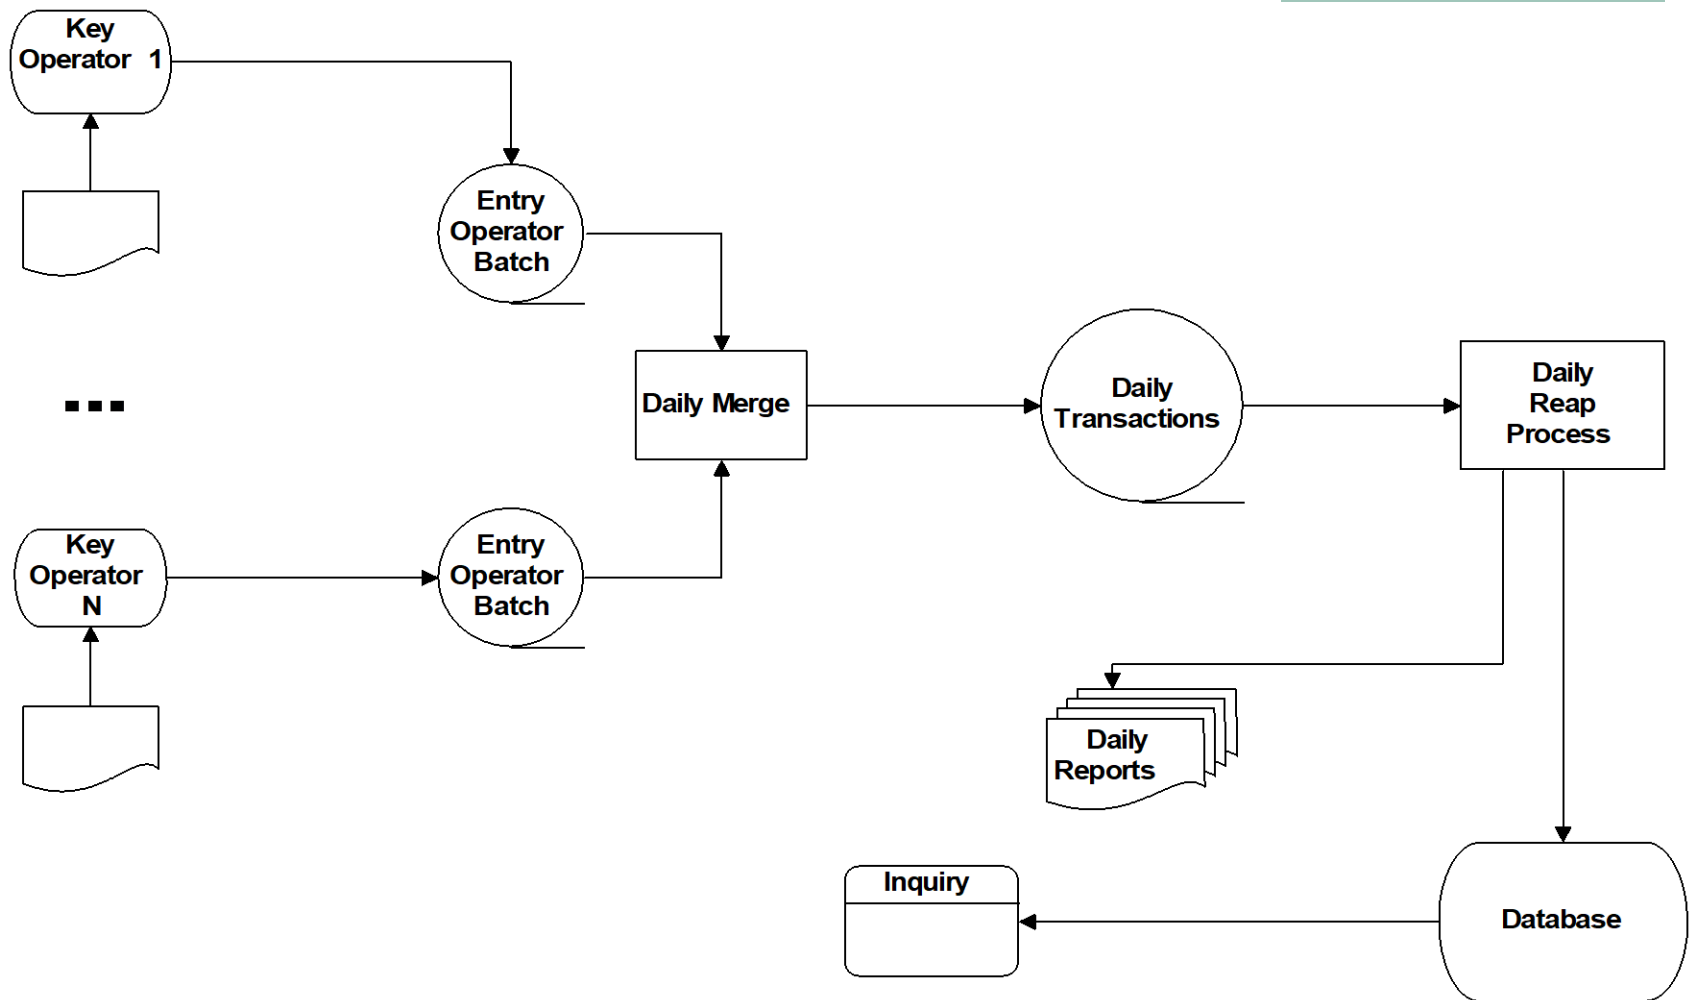 Key
Operator 1
Entry
Operator
Batch
Daily Merge
Daily
Transactions
Daily
Reap
Process
Key
Operator
N
Entry
Operator
Batch
Daily
Reports
Inquiry
Database